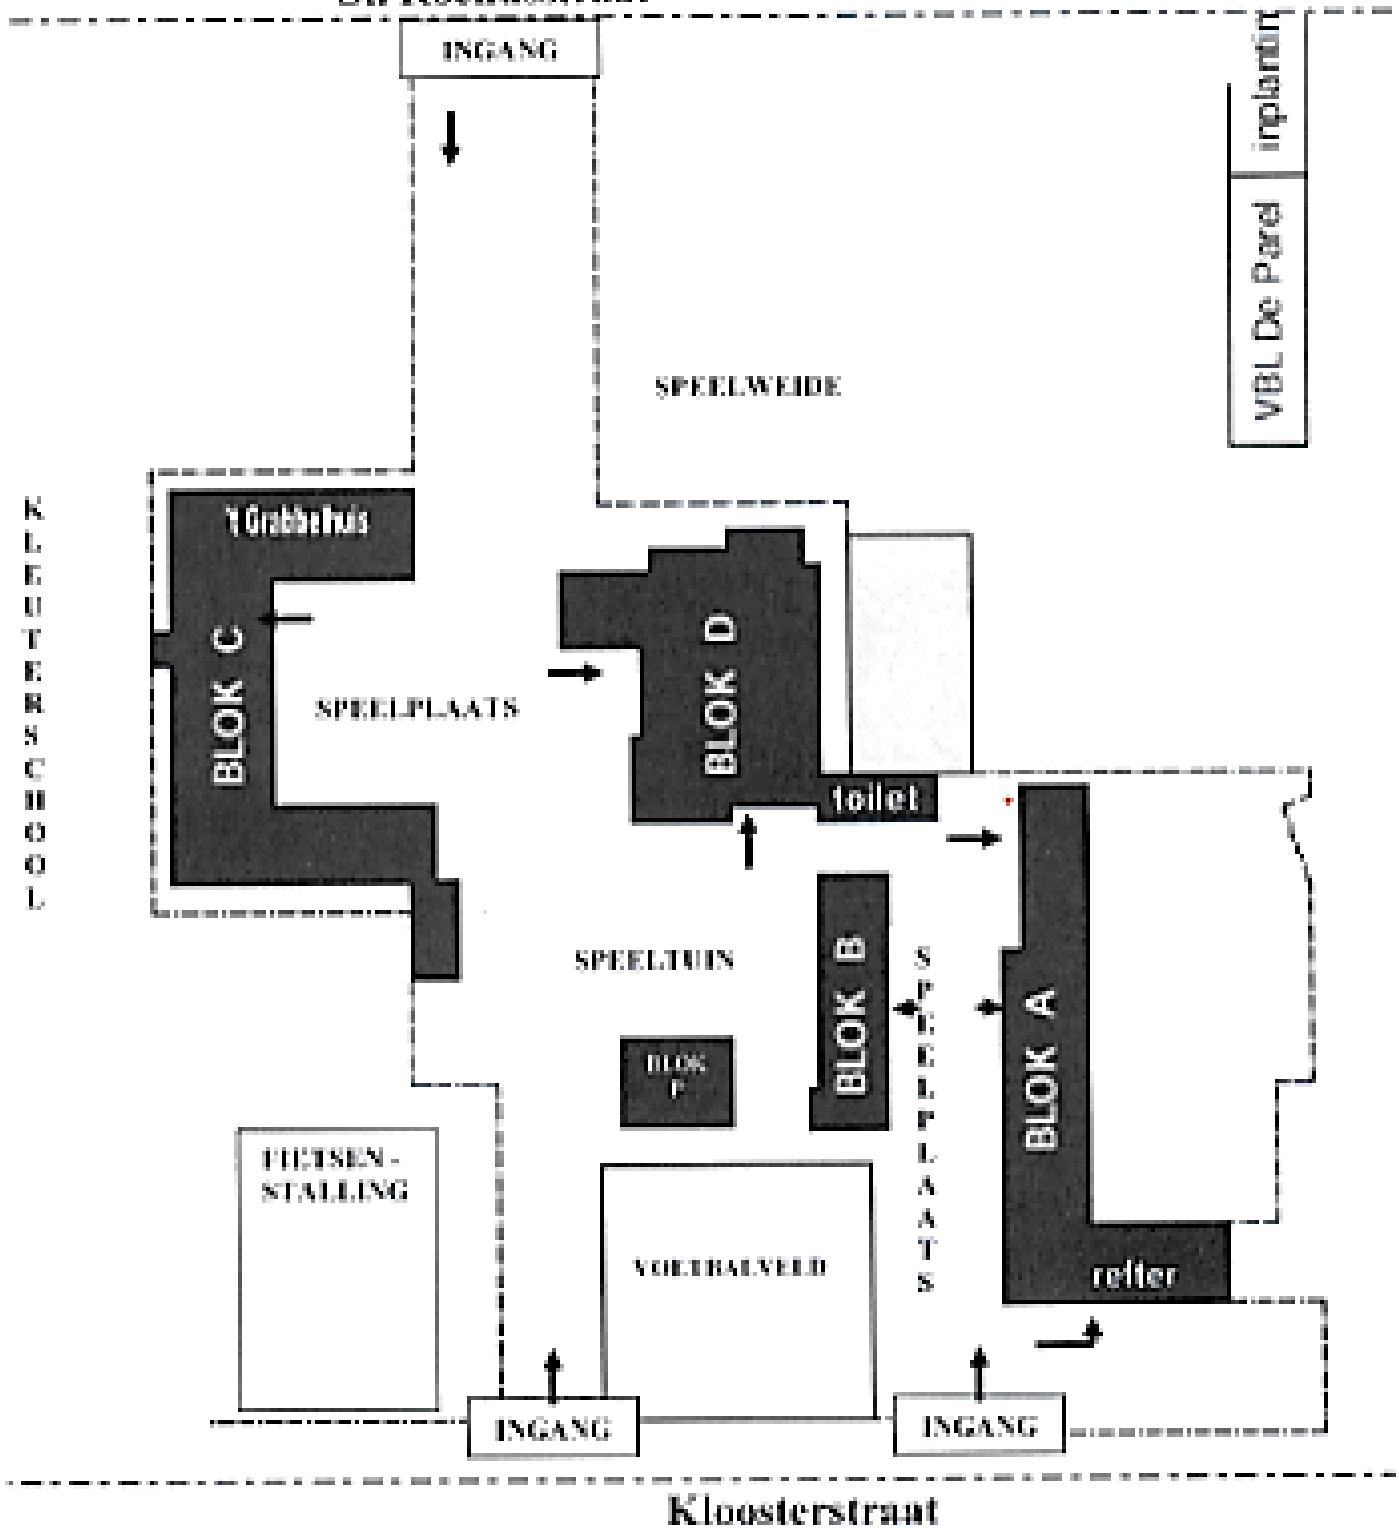 INGANG
VBL De Parel inplantin
SPEELWEIDE
KLEUTERSCHOOL
't Grabbelhuis
BLOK C
BLOK D
SPEELPLAATS
toilet
SPEELTUIN
BLOK B
SPEELPLAATS
BLOK A
BLOK
F
FIETSEN-
STALLING
VOETBALVELD
refter
INGANG
INGANG
Kloosterstraat